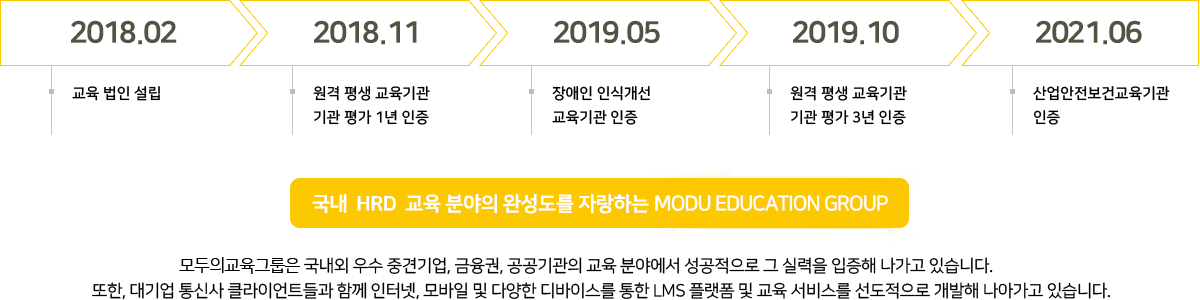 2018.02
2018.11
2019.05
2019.10
2021.06
교육 법인 설립
원격 평생 교육기관
기관 평가 1년 인증
장애인 인식개선
교육기관 인증
원격 평생 교육기관
기관 평가 3년 인증
산업안전보건교육기관
인증
국내 HRD 교육 분야의 완성도를 자랑하는 MODU EDUCATION GROUP
모두의교육그룹은 국내외 우수 중견기업, 금융권, 공공기관의 교육 분야에서 성공적으로 그 실력을 입증해 나가고 있습니다.
또한, 대기업 통신사 클라이언트들과 함께 인터넷, 모바일 및 다양한 디바이스를 통한 LMS 플랫폼 및 교육 서비스를 선도적으로 개발해 나아가고 있습니다.